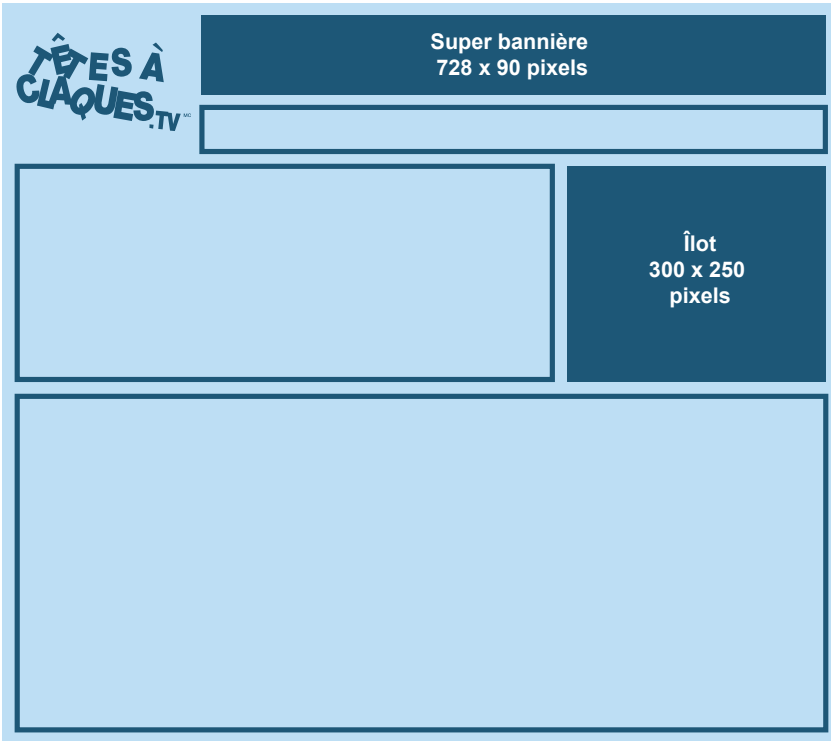 TÊTES À
CLAQUES.TV MC
Super bannière
728 x 90 pixels
Îlot
300 x 250
pixels